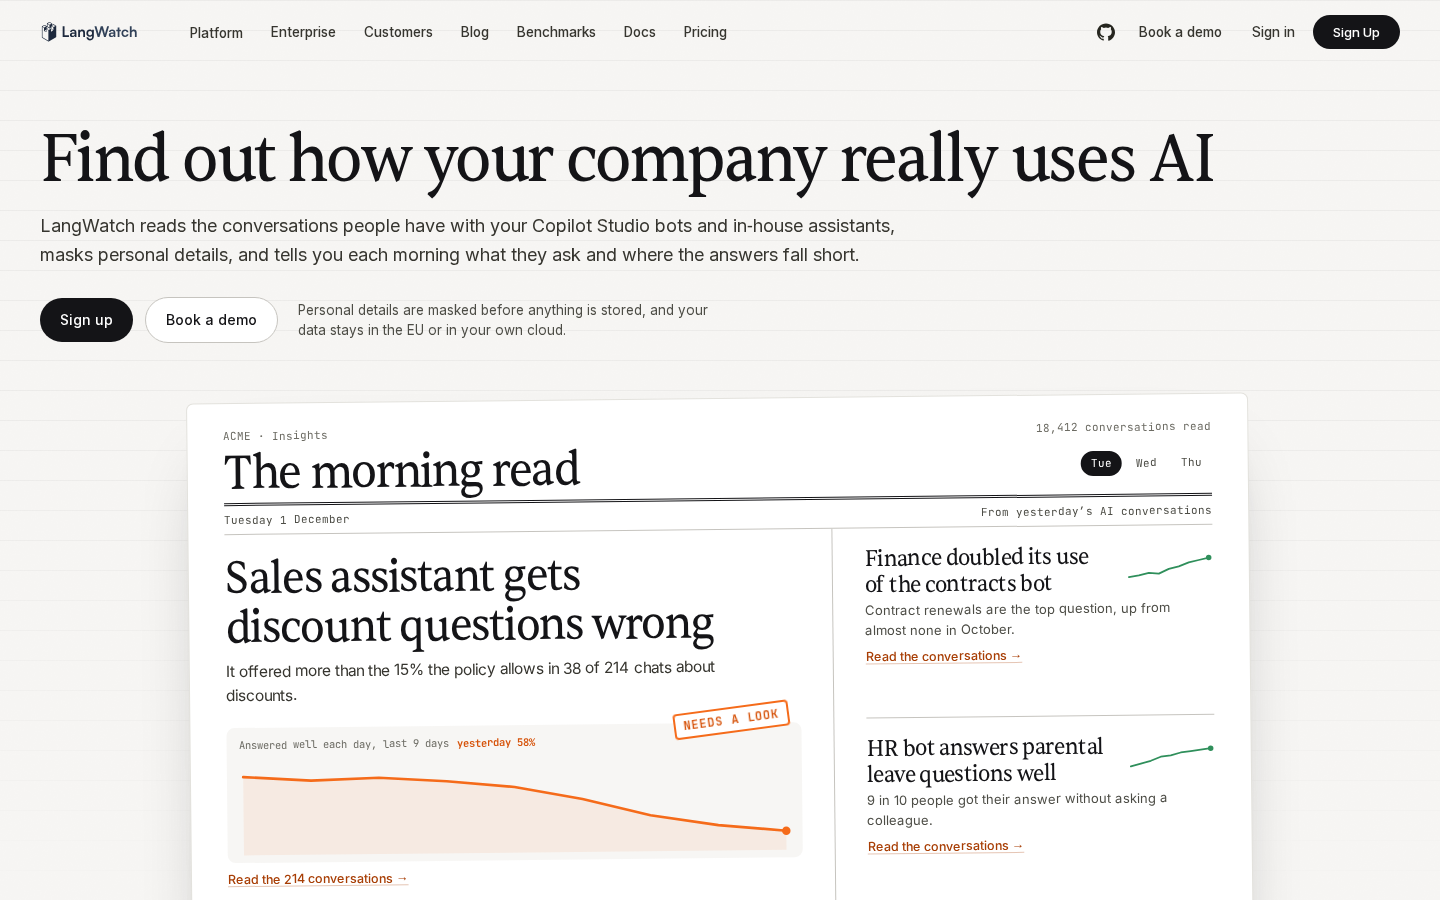 LangWatch
Platform
Enterprise
Customers
Blog
Benchmarks
Docs
Pricing
Book a demo
Sign in
Sign Up
Find out how your company really uses AI
LangWatch reads the conversations people have with your Copilot Studio bots and in-house assistants,
masks personal details, and tells you each morning what they ask and where the answers fall short.
Sign up
Book a demo
Personal details are masked before anything is stored, and your
data stays in the EU or in your own cloud.
ACME · Insights
18,412 conversations read
The morning read
Tue
Wed
Thu
Tuesday 1 December
From yesterday's AI conversations
Sales assistant gets
discount questions wrong
It offered more than the 15% the policy allows in 38 of 214 chats about
discounts.
NEEDS A LOOK
Answered well each day, last 9 days yesterday 58%
Read the 214 conversations →
Finance doubled its use
of the contracts bot
Contract renewals are the top question, up from
almost none in October.
Read the conversations →
HR bot answers parental
leave questions well
9 in 10 people got their answer without asking a
colleague.
Read the conversations →